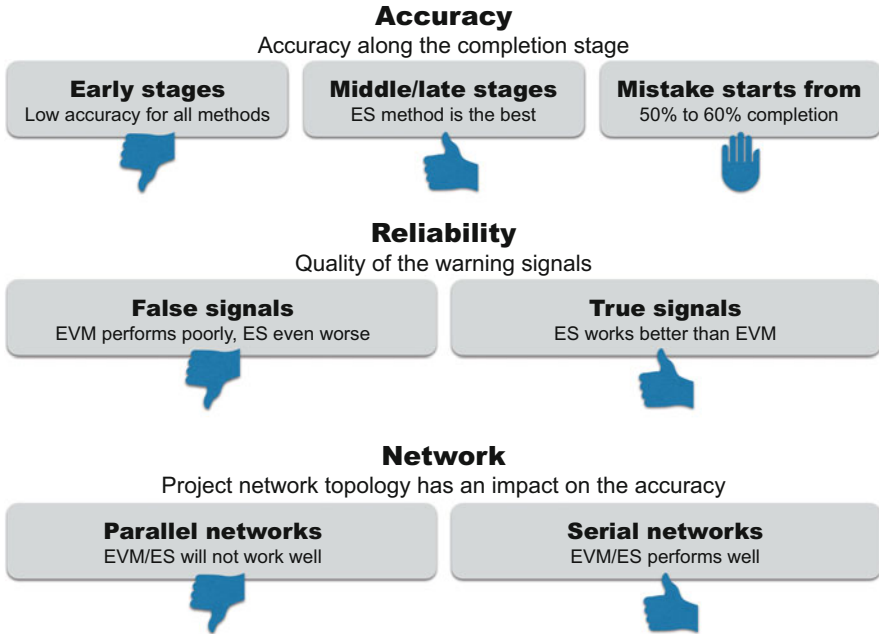 Accuracy
Accuracy along the completion stage
Early stages
Low accuracy for all methods
Middle/late stages
ES method is the best
Mistake starts from
50% to 60% completion
Reliability
Quality of the warning signals
False signals
EVM performs poorly, ES even worse
True signals
ES works better than EVM
Network
Project network topology has an impact on the accuracy
Parallel networks
EVM/ES will not work well
Serial networks
EVM/ES performs well